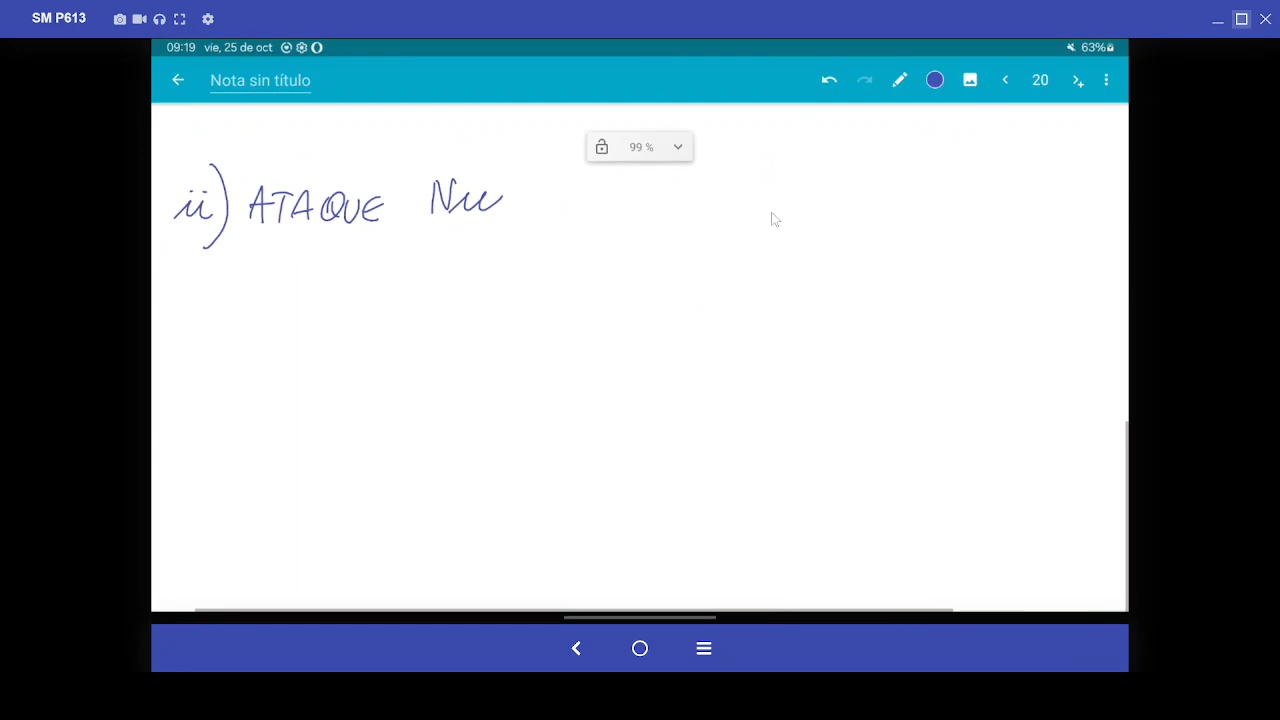 SM P613
09:19 vie, 25 de oct 63%
Nota sin título 20
99 %
ii) ATAQUE Nu